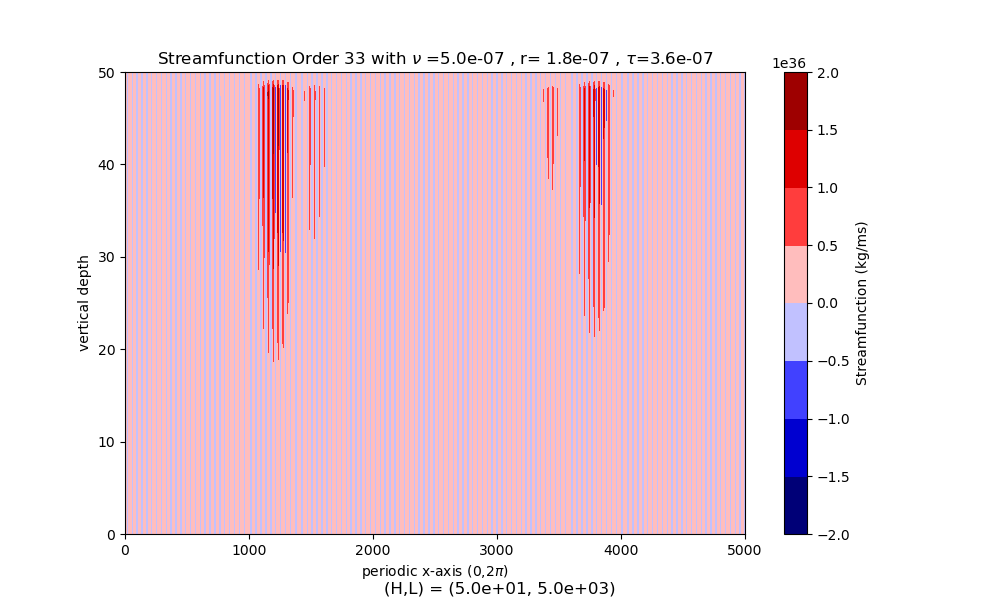 Streamfunction Order 33 with ν =5.0e-07 , r= 1.8e-07 , τ=3.6e-07
1e36
50
40
30
20
10
0
vertical depth
0 1000 2000 3000 4000 5000
periodic x-axis (0,2π)
(H,L) = (5.0e+01, 5.0e+03)
2.0
1.5
1.0
0.5
0.0
−0.5
−1.0
−1.5
−2.0
Streamfunction (kg/ms)